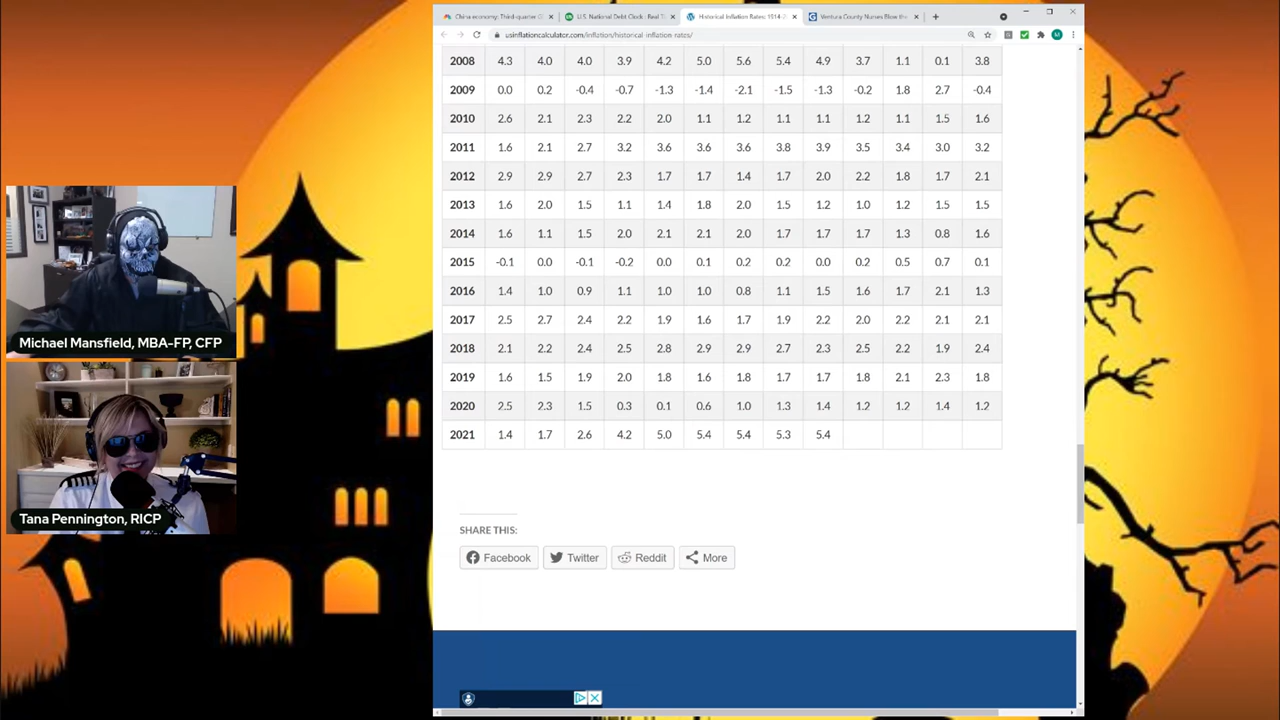 China economy: Third-quarter G
U.S. National Debt Clock : Real Ti
Historical Inflation Rates: 1914-2
Ventura County Nurses Blow the
usinflationcalculator.com/inflation/historical-inflation-rates/
M
2008 4.3 4.0 4.0 3.9 4.2 5.0 5.6 5.4 4.9 3.7 1.1 0.1 3.8
2009 0.0 0.2 -0.4 -0.7 -1.3 -1.4 -2.1 -1.5 -1.3 -0.2 1.8 2.7 -0.4
2010 2.6 2.1 2.3 2.2 2.0 1.1 1.2 1.1 1.1 1.2 1.1 1.5 1.6
2011 1.6 2.1 2.7 3.2 3.6 3.6 3.6 3.8 3.9 3.5 3.4 3.0 3.2
2012 2.9 2.9 2.7 2.3 1.7 1.7 1.4 1.7 2.0 2.2 1.8 1.7 2.1
2013 1.6 2.0 1.5 1.1 1.4 1.8 2.0 1.5 1.2 1.0 1.2 1.5 1.5
2014 1.6 1.1 1.5 2.0 2.1 2.1 2.0 1.7 1.7 1.7 1.3 0.8 1.6
2015 -0.1 0.0 -0.1 -0.2 0.0 0.1 0.2 0.2 0.0 0.2 0.5 0.7 0.1
2016 1.4 1.0 0.9 1.1 1.0 1.0 0.8 1.1 1.5 1.6 1.7 2.1 1.3
2017 2.5 2.7 2.4 2.2 1.9 1.6 1.7 1.9 2.2 2.0 2.2 2.1 2.1
2018 2.1 2.2 2.4 2.5 2.8 2.9 2.9 2.7 2.3 2.5 2.2 1.9 2.4
2019 1.6 1.5 1.9 2.0 1.8 1.6 1.8 1.7 1.7 1.8 2.1 2.3 1.8
2020 2.5 2.3 1.5 0.3 0.1 0.6 1.0 1.3 1.4 1.2 1.2 1.4 1.2
2021 1.4 1.7 2.6 4.2 5.0 5.4 5.4 5.3 5.4
SHARE THIS:
Facebook Twitter Reddit More
Michael Mansfield, MBA-FP, CFP
Tana Pennington, RICP